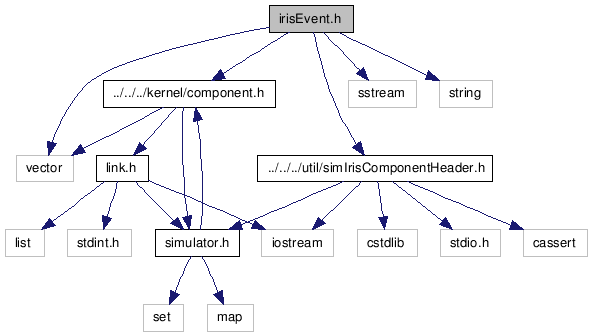 irisEvent.h
../../../kernel/component.h
sstream
string
vector
link.h
../../../util/simIrisComponentHeader.h
list
stdint.h
simulator.h
iostream
cstdlib
stdio.h
cassert
set
map